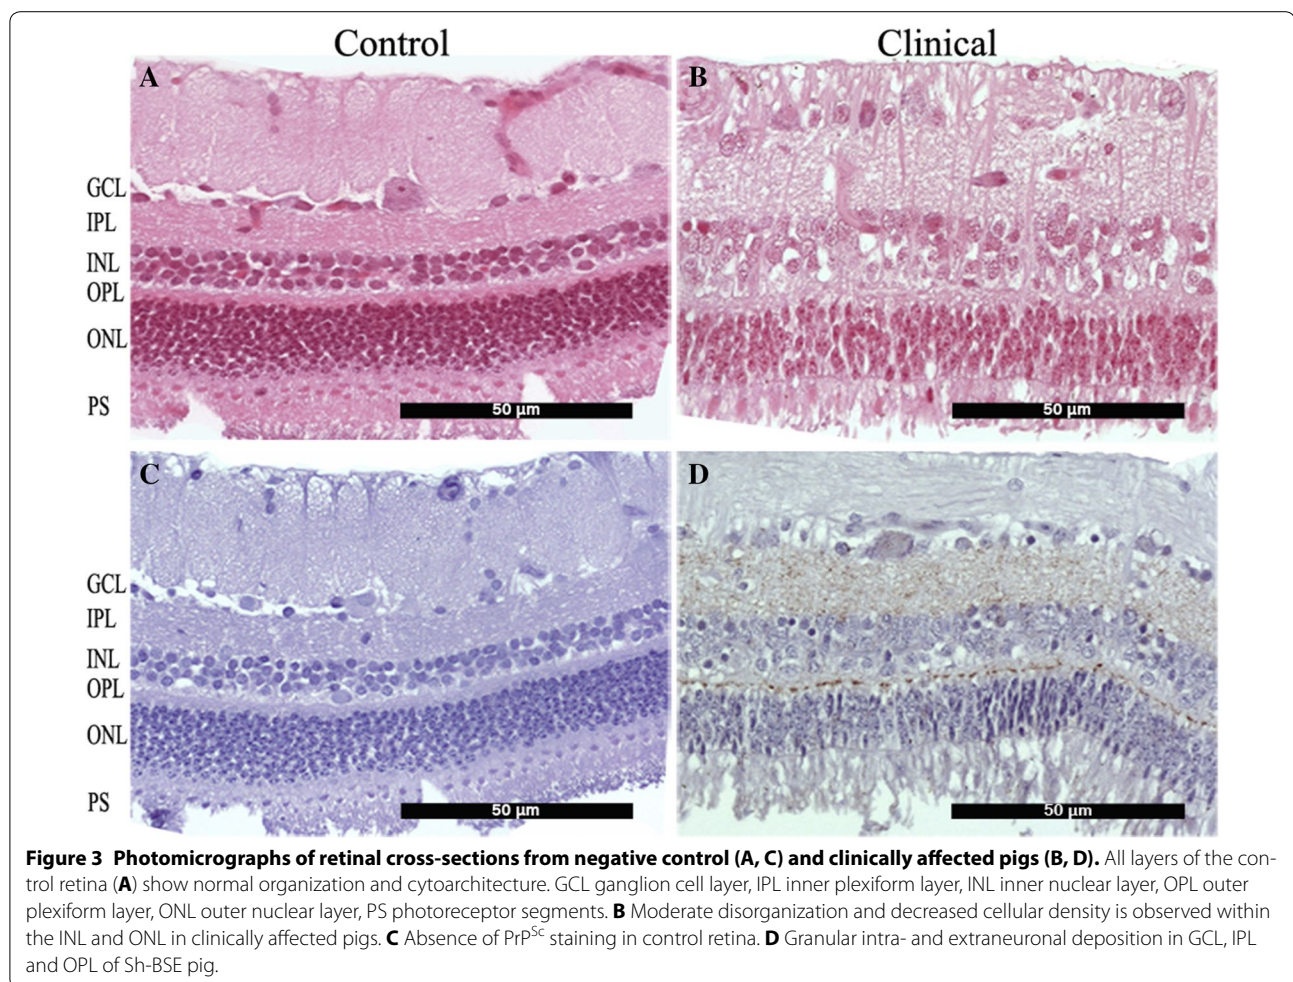 Control Clinical
A B
GCL
IPL
INL
OPL
ONL
PS
50 µm 50 µm
C D
GCL
IPL
INL
OPL
ONL
PS
50 µm 50 µm
Figure 3 Photomicrographs of retinal cross-sections from negative control (A, C) and clinically affected pigs (B, D). All layers of the con-
trol retina (A) show normal organization and cytoarchitecture. GCL ganglion cell layer, IPL inner plexiform layer, INL inner nuclear layer, OPL outer
plexiform layer, ONL outer nuclear layer, PS photoreceptor segments. B Moderate disorganization and decreased cellular density is observed within
the INL and ONL in clinically affected pigs. C Absence of PrP^Sc staining in control retina. D Granular intra- and extraneuronal deposition in GCL, IPL
and OPL of Sh-BSE pig.